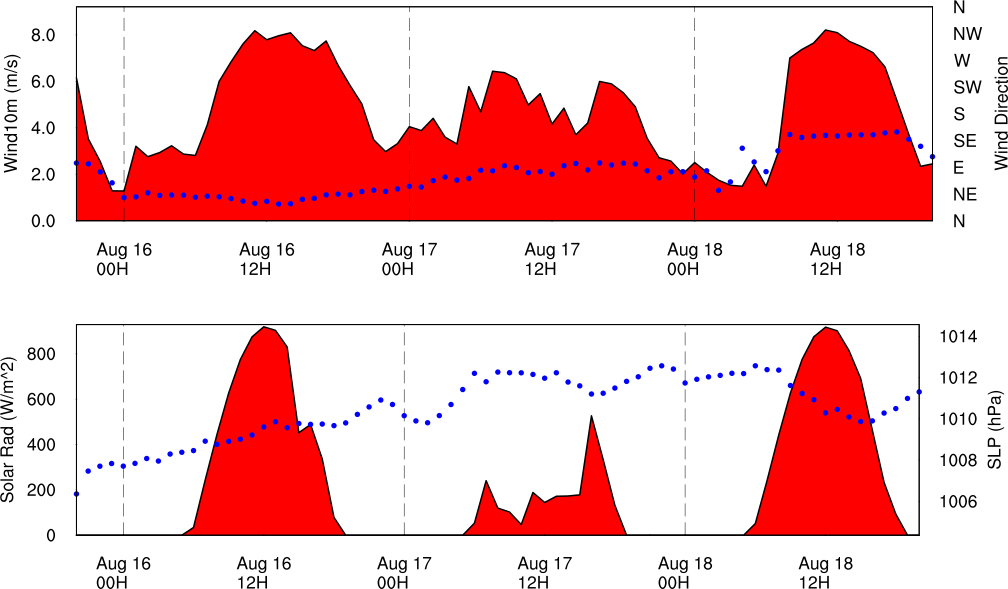 Wind10m (m/s)
8.0
6.0
4.0
2.0
0.0
N
NW
W
SW
S
SE
E
NE
N
Wind Direction
Aug 16 Aug 16 Aug 17 Aug 17 Aug 18 Aug 18
00H 12H 00H 12H 00H 12H
Solar Rad (W/m^2)
800
600
400
200
0
1014
1012
1010
1008
1006
SLP (hPa)
Aug 16 Aug 16 Aug 17 Aug 17 Aug 18 Aug 18
00H 12H 00H 12H 00H 12H